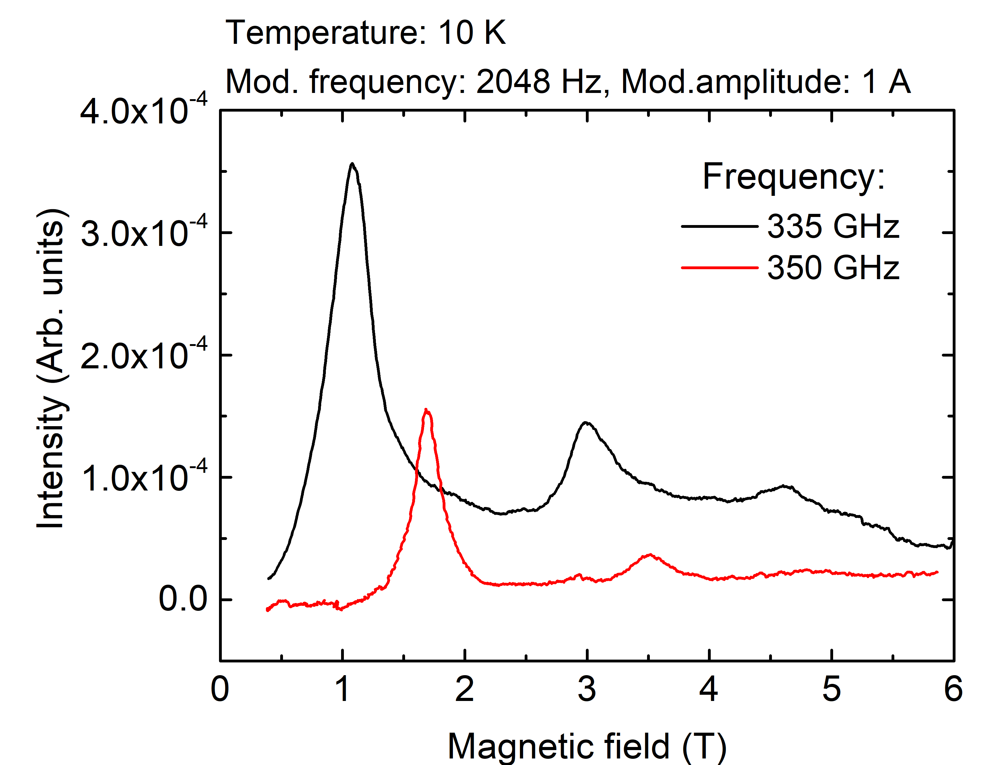 Temperature: 10 K
Mod. frequency: 2048 Hz, Mod.amplitude: 1 A
4.0x10⁻⁴
3.0x10⁻⁴
2.0x10⁻⁴
1.0x10⁻⁴
0.0
Intensity (Arb. units)
Frequency:
335 GHz
350 GHz
0 1 2 3 4 5 6
Magnetic field (T)